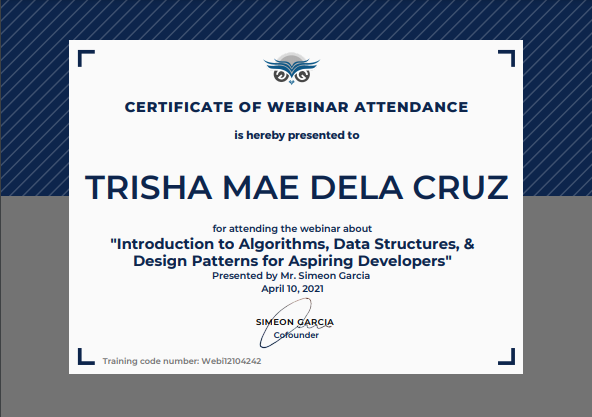 CERTIFICATE OF WEBINAR ATTENDANCE
is hereby presented to
TRISHA MAE DELA CRUZ
for attending the webinar about
"Introduction to Algorithms, Data Structures, &
Design Patterns for Aspiring Developers"
Presented by Mr. Simeon Garcia
April 10, 2021
SIMEON GARCIA
Cofounder
Training code number: Webi12104242